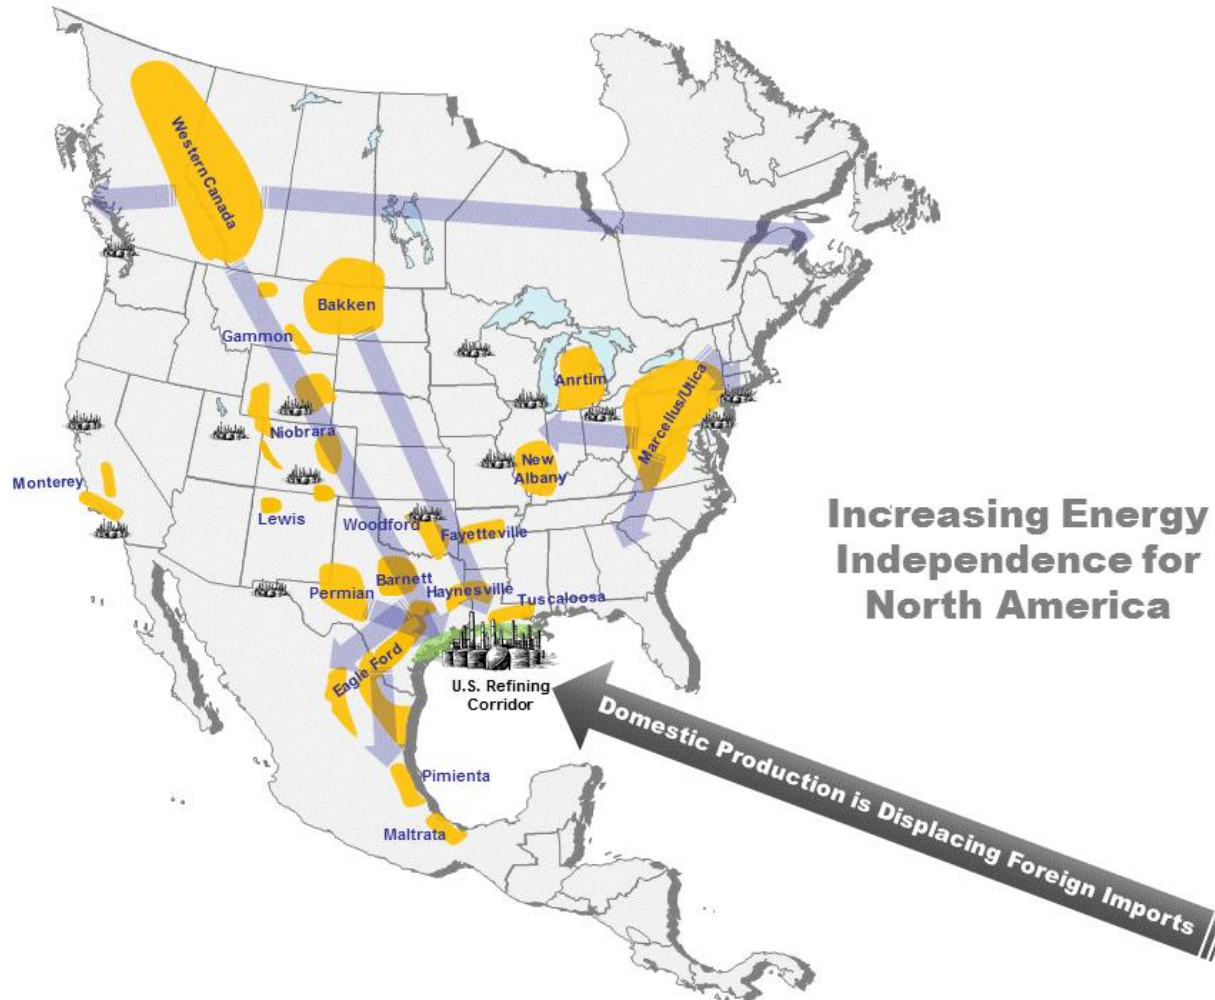 Western Canada
Bakken
Gammon
Anrtim
Marcellus/Utica
Niobrara
New
Albany
Monterey
Lewis
Woodford
Fayetteville
Increasing Energy
Independence for
North America
Barnett
Permian
Haynesville
Tuscaloosa
Eagle Ford
U.S. Refining
Corridor
Domestic Production is Displacing Foreign Imports
Pimienta
Maltrata